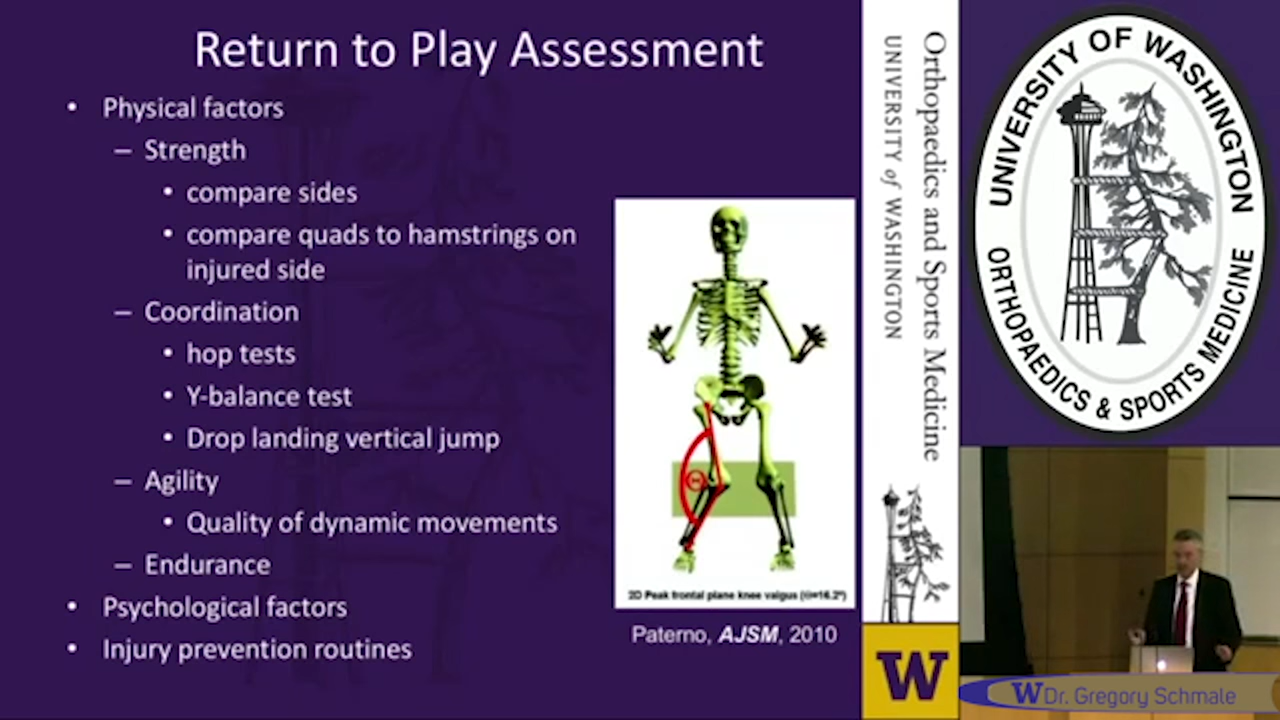 Return to Play Assessment
• Physical factors
– Strength
• compare sides
• compare quads to hamstrings on
injured side
– Coordination
• hop tests
• Y-balance test
• Drop landing vertical jump
– Agility
• Quality of dynamic movements
– Endurance
• Psychological factors
• Injury prevention routines
Θ
2D Peak frontal plane knee valgus (Θ=16.2°)
Paterno, AJSM, 2010
Orthopaedics and Sports Medicine
UNIVERSITY of WASHINGTON
W
UNIVERSITY OF WASHINGTON
ORTHOPAEDICS & SPORTS MEDICINE
W Dr. Gregory Schmale